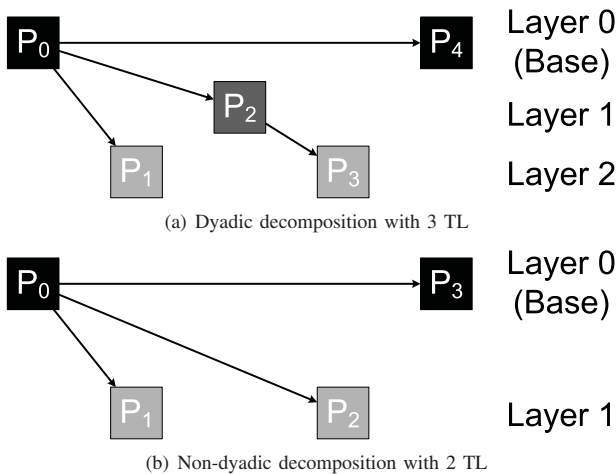 P0 P4 Layer 0
(Base)
P2 Layer 1
P1 P3 Layer 2
(a) Dyadic decomposition with 3 TL
P0 P3 Layer 0
(Base)
P1 P2 Layer 1
(b) Non-dyadic decomposition with 2 TL